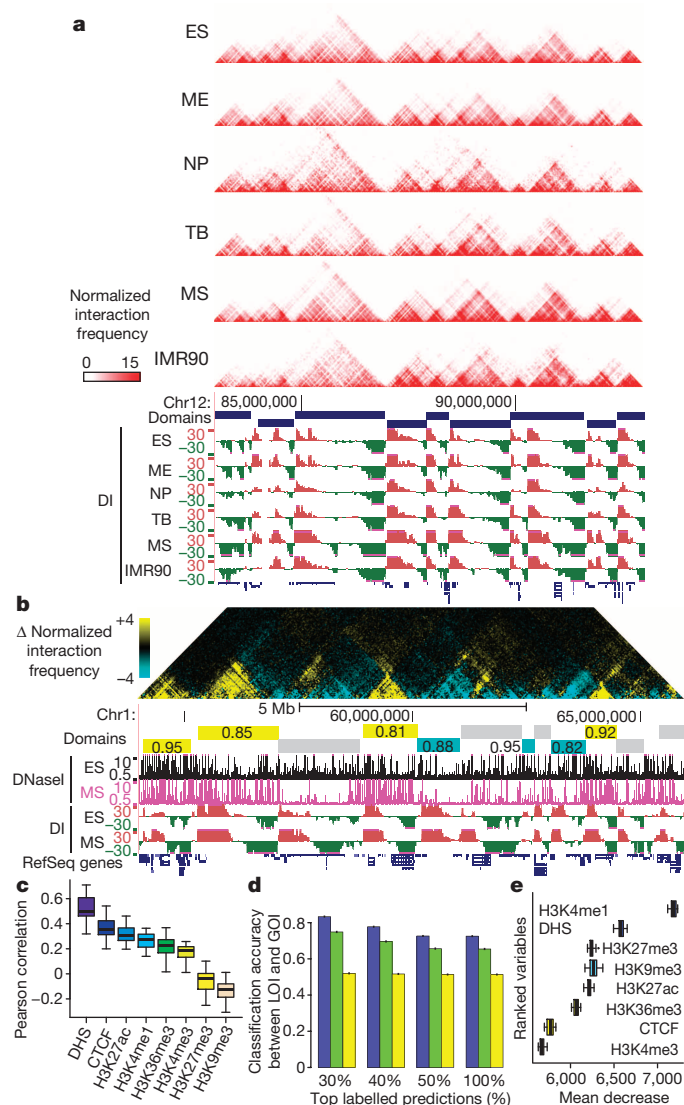 a
ES
ME
NP
TB
MS
IMR90
Normalized
interaction
frequency
0 15
Chr12: 85,000,000 90,000,000
Domains
DI
ES 30 −30
ME 30 −30
NP 30 −30
TB 30 −30
MS 30 −30
IMR90 30 −30
b
Δ Normalized
interaction
frequency
+4
−4
5 Mb
Chr1: 60,000,000 65,000,000
Domains
0.95 0.85 0.81 0.88 0.95 0.82 0.92
DNaseI
ES 10 0.5
MS 10 0.5
DI
ES 30 −30
MS 30 −30
RefSeq genes
c
Pearson correlation
0.6
0.4
0.2
0
−0.2
DHS
CTCF
H3K27ac
H3K4me1
H3K36me3
H3K4me3
H3K27me3
H3K9me3
d
Classification accuracy
between LOI and GOI
0.8
0.4
0
30% 40% 50% 100%
Top labelled predictions (%)
e
Ranked variables
H3K4me1
DHS
H3K27me3
H3K9me3
H3K27ac
H3K36me3
CTCF
H3K4me3
6,000 6,500 7,000
Mean decrease